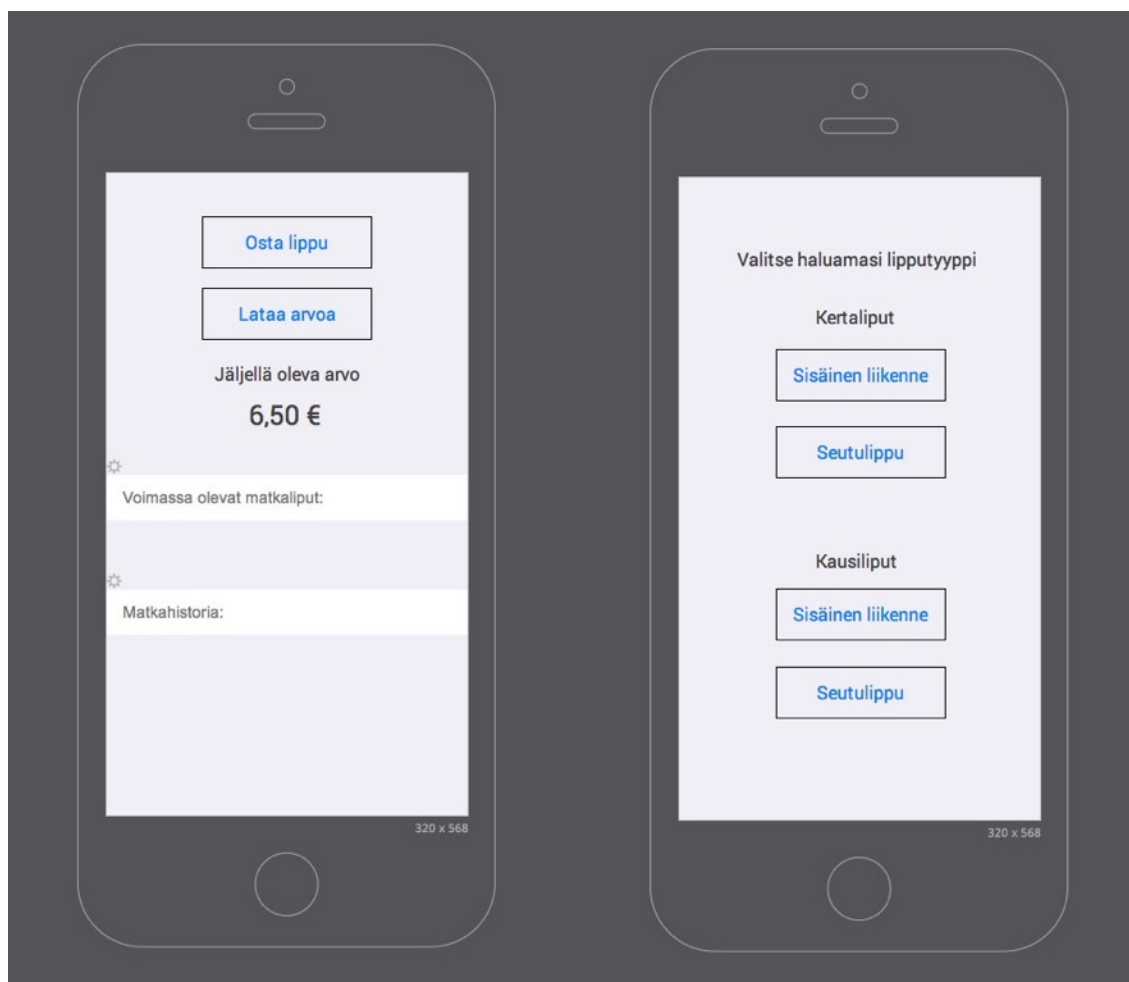 Osta lippu
Lataa arvoa
Jäljellä oleva arvo
6,50 €
Voimassa olevat matkaliput:
Matkahistoria:
320 x 568
Valitse haluamasi lipputyyppi
Kertaliput
Sisäinen liikenne
Seutulippu
Kausiliput
Sisäinen liikenne
Seutulippu
320 x 568